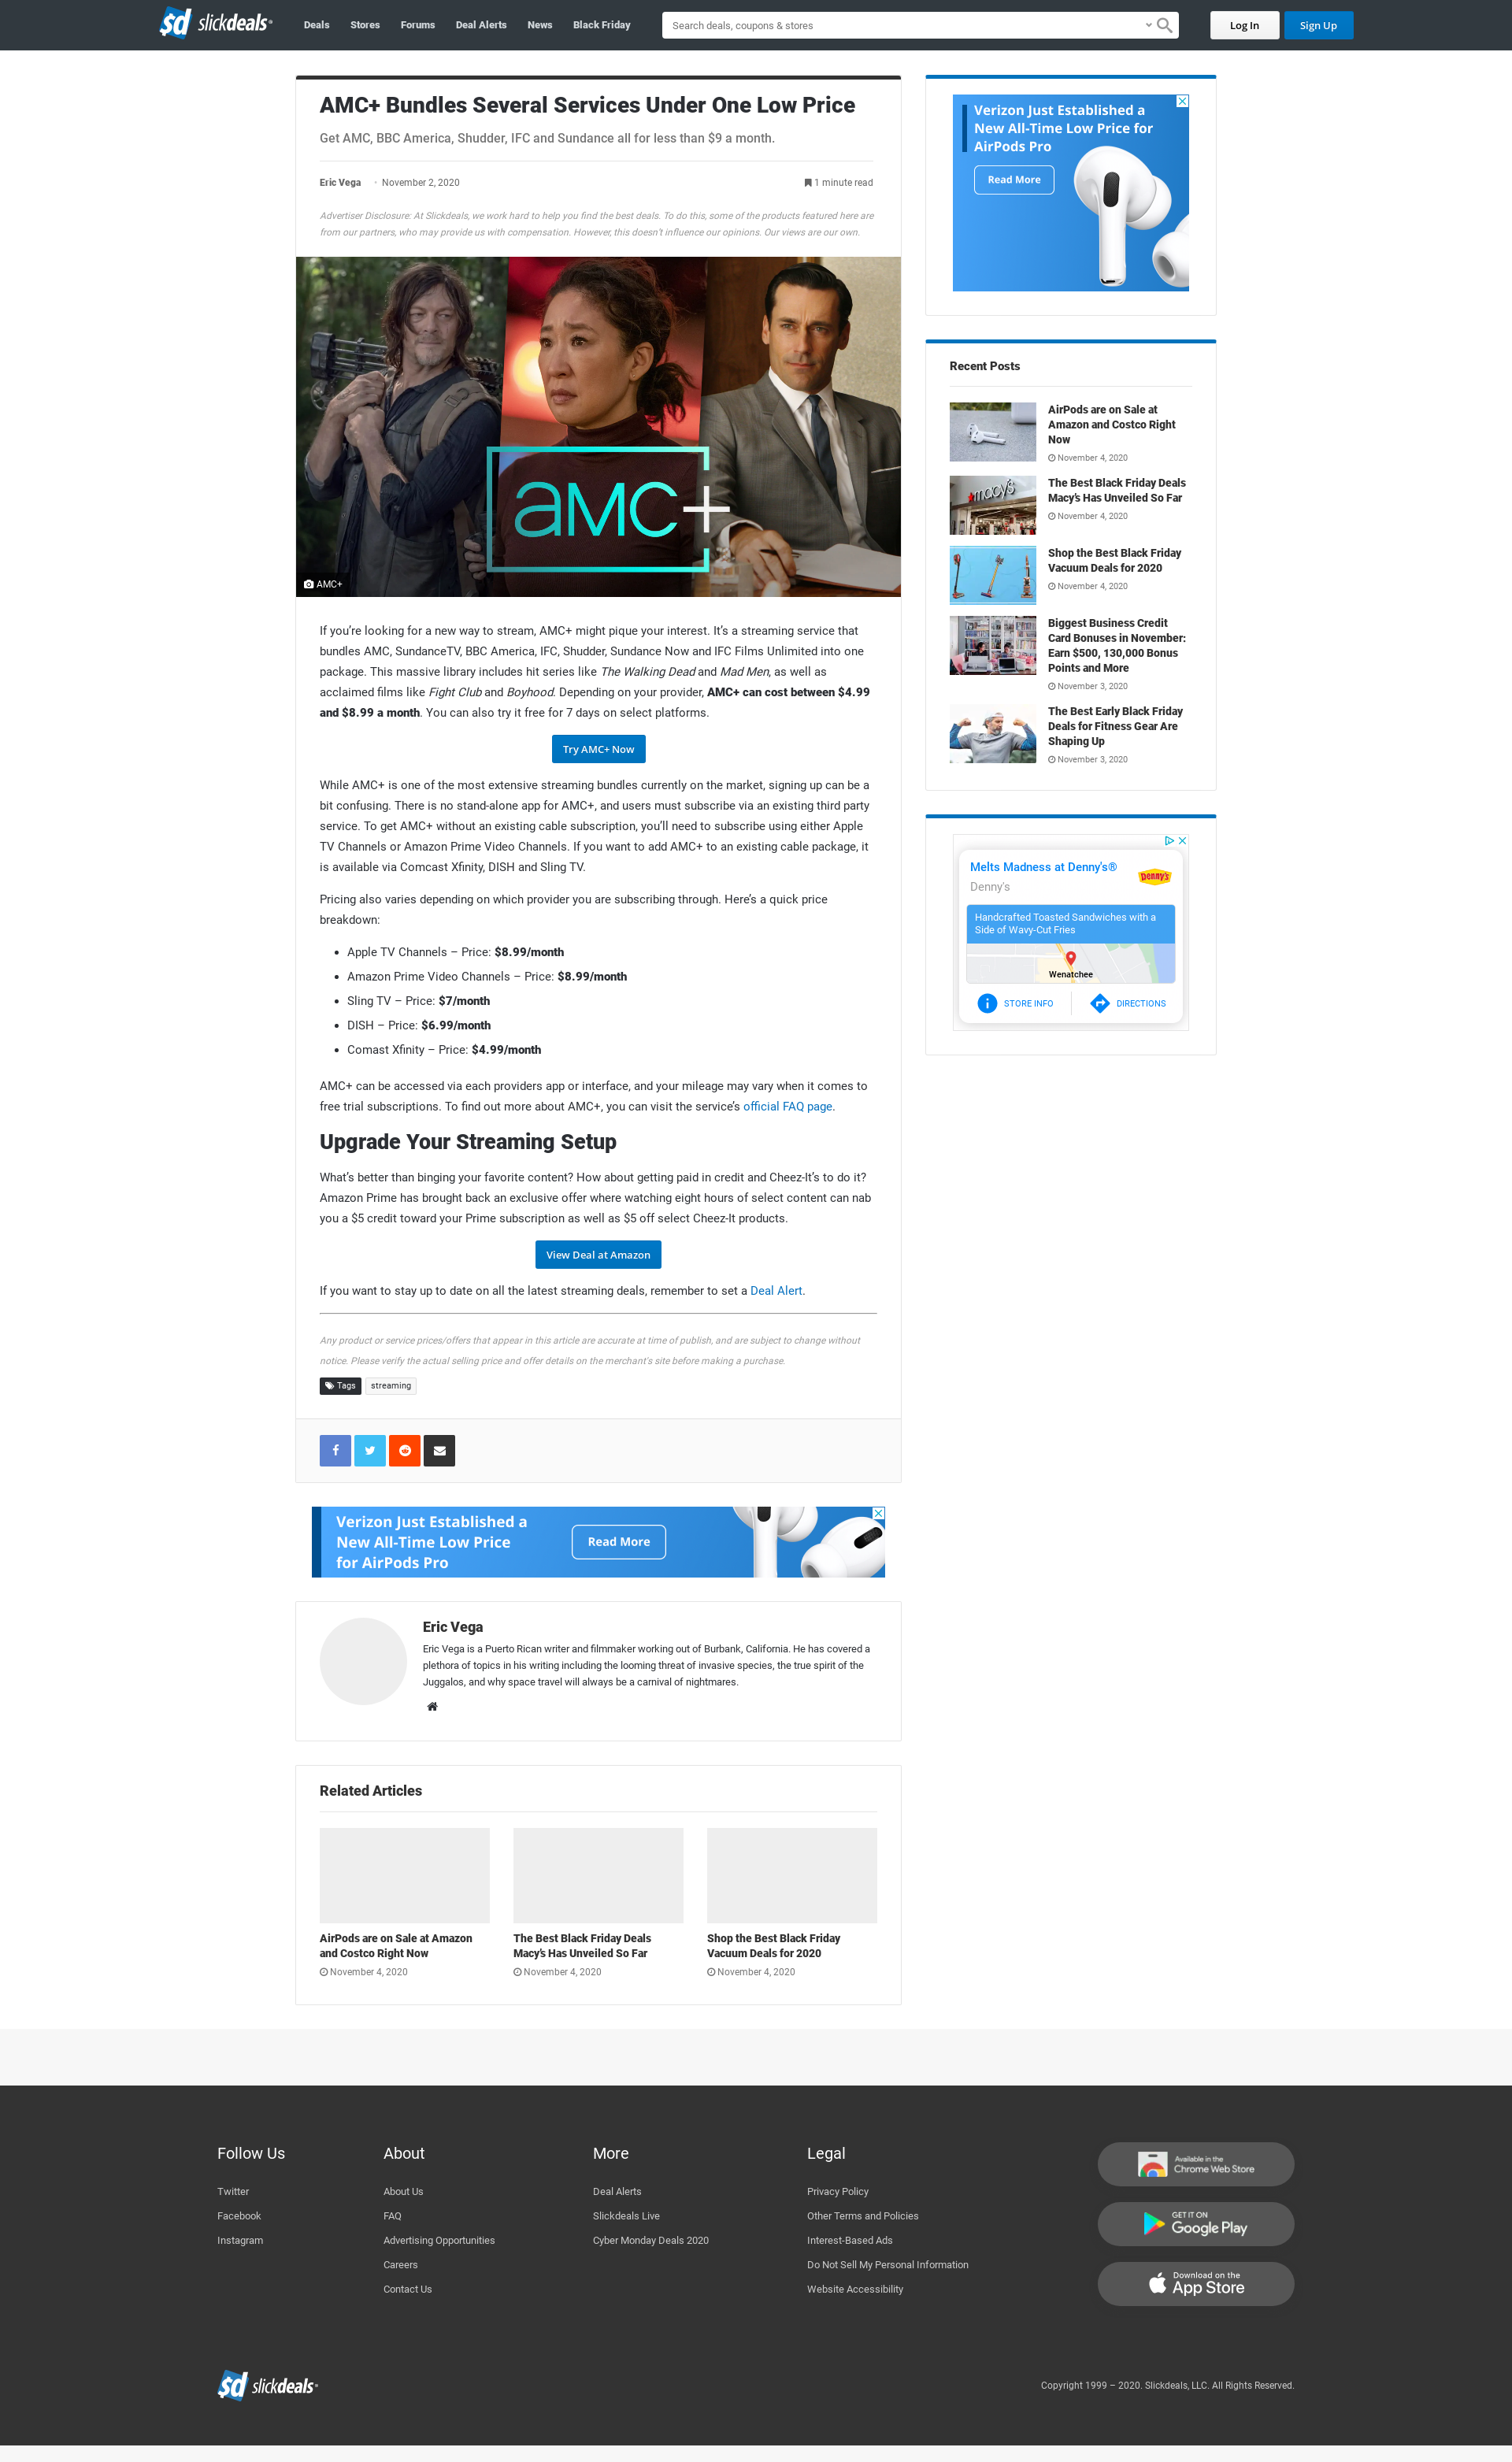 sd slickdeals
Deals Stores Forums Deal Alerts News Black Friday
Search deals, coupons & stores
Log In
Sign Up
AMC+ Bundles Several Services Under One Low Price
Get AMC, BBC America, Shudder, IFC and Sundance all for less than $9 a month.
Eric Vega • November 2, 2020
1 minute read
Advertiser Disclosure: At Slickdeals, we work hard to help you find the best deals. To do this, some of the products featured here are
from our partners, who may provide us with compensation. However, this doesn't influence our opinions. Our views are our own.
aMC+
AMC+
If you’re looking for a new way to stream, AMC+ might pique your interest. It’s a streaming service that
bundles AMC, SundanceTV, BBC America, IFC, Shudder, Sundance Now and IFC Films Unlimited into one
package. This massive library includes hit series like The Walking Dead and Mad Men, as well as
acclaimed films like Fight Club and Boyhood. Depending on your provider, AMC+ can cost between $4.99
and $8.99 a month. You can also try it free for 7 days on select platforms.
Try AMC+ Now
While AMC+ is one of the most extensive streaming bundles currently on the market, signing up can be a
bit confusing. There is no stand-alone app for AMC+, and users must subscribe via an existing third party
service. To get AMC+ without an existing cable subscription, you’ll need to subscribe using either Apple
TV Channels or Amazon Prime Video Channels. If you want to add AMC+ to an existing cable package, it
is available via Comcast Xfinity, DISH and Sling TV.
Pricing also varies depending on which provider you are subscribing through. Here’s a quick price
breakdown:
• Apple TV Channels – Price: $8.99/month
• Amazon Prime Video Channels – Price: $8.99/month
• Sling TV – Price: $7/month
• DISH – Price: $6.99/month
• Comast Xfinity – Price: $4.99/month
AMC+ can be accessed via each providers app or interface, and your mileage may vary when it comes to
free trial subscriptions. To find out more about AMC+, you can visit the service’s official FAQ page.
Upgrade Your Streaming Setup
What’s better than binging your favorite content? How about getting paid in credit and Cheez-It’s to do it?
Amazon Prime has brought back an exclusive offer where watching eight hours of select content can nab
you a $5 credit toward your Prime subscription as well as $5 off select Cheez-It products.
View Deal at Amazon
If you want to stay up to date on all the latest streaming deals, remember to set a Deal Alert.
Any product or service prices/offers that appear in this article are accurate at time of publish, and are subject to change without
notice. Please verify the actual selling price and offer details on the merchant's site before making a purchase.
Tags streaming
Verizon Just Established a
New All-Time Low Price
for AirPods Pro
Read More
Eric Vega
Eric Vega is a Puerto Rican writer and filmmaker working out of Burbank, California. He has covered a
plethora of topics in his writing including the looming threat of invasive species, the true spirit of the
Juggalos, and why space travel will always be a carnival of nightmares.
Related Articles
AirPods are on Sale at Amazon
and Costco Right Now
November 4, 2020
The Best Black Friday Deals
Macy’s Has Unveiled So Far
November 4, 2020
Shop the Best Black Friday
Vacuum Deals for 2020
November 4, 2020
Verizon Just Established a
New All-Time Low Price for
AirPods Pro
Read More
Recent Posts
AirPods are on Sale at
Amazon and Costco Right
Now
November 4, 2020
macy's
The Best Black Friday Deals
Macy’s Has Unveiled So Far
November 4, 2020
Shop the Best Black Friday
Vacuum Deals for 2020
November 4, 2020
Biggest Business Credit
Card Bonuses in November:
Earn $500, 130,000 Bonus
Points and More
November 3, 2020
The Best Early Black Friday
Deals for Fitness Gear Are
Shaping Up
November 3, 2020
Melts Madness at Denny's®
Denny's
Denny's
Handcrafted Toasted Sandwiches with a
Side of Wavy-Cut Fries
Wenatchee
STORE INFO
DIRECTIONS
Follow Us
Twitter
Facebook
Instagram
About
About Us
FAQ
Advertising Opportunities
Careers
Contact Us
More
Deal Alerts
Slickdeals Live
Cyber Monday Deals 2020
Legal
Privacy Policy
Other Terms and Policies
Interest-Based Ads
Do Not Sell My Personal Information
Website Accessibility
Available in the
Chrome Web Store
GET IT ON
Google Play
Download on the
App Store
sd slickdeals
Copyright 1999 – 2020. Slickdeals, LLC. All Rights Reserved.